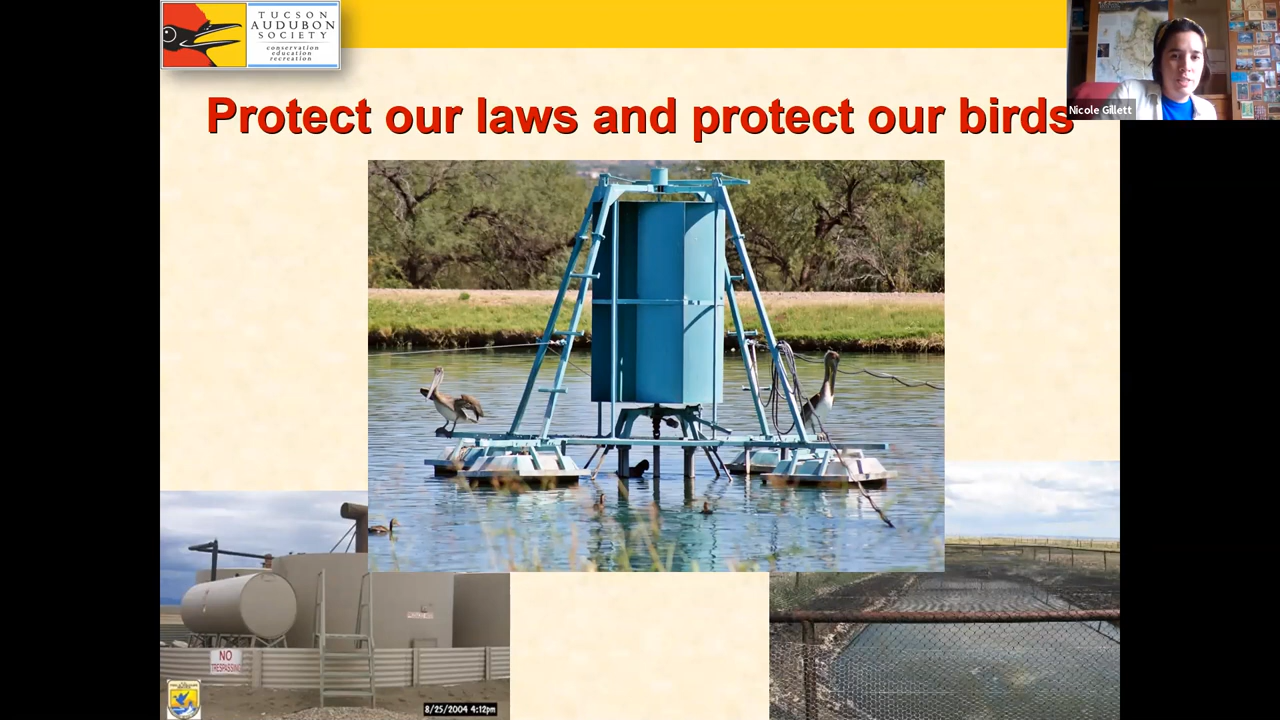 TUCSON
AUDUBON
SOCIETY
conservation
education
recreation
Protect our laws and protect our birds
Nicole Gillett
NO
TRESPASSING
8/25/2004 4:12pm